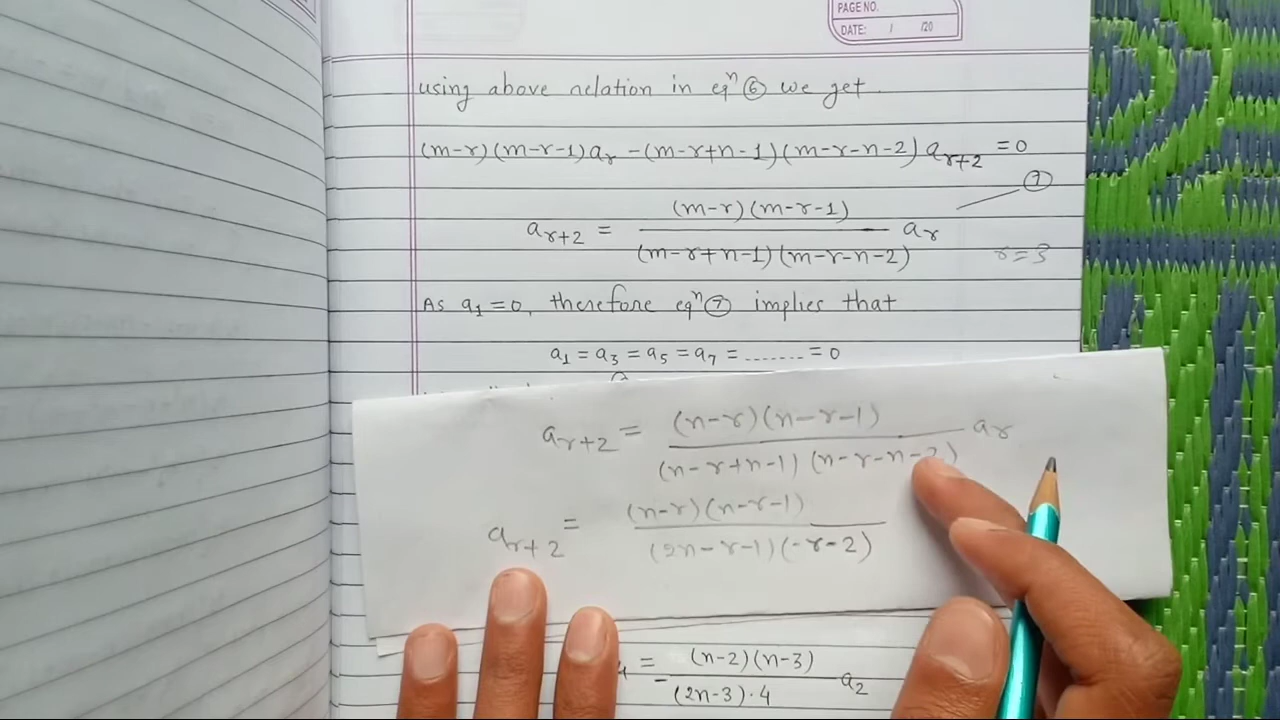 PAGE NO.
DATE: / /20
using above relation in eqⁿ ⑥ we get.
(m-r)(m-r-1)aᵣ -(m-r+n-1)(m-r-n-2)aᵣ₊₂ =0
⑦
aᵣ₊₂ = (m-r)(m-r-1) / (m-r+n-1)(m-r-n-2) aᵣ
r=3
As a₁=0, therefore eqⁿ ⑦ implies that
a₁=a₃=a₅=a₇=.......=0
aᵣ₊₂ = (n-r)(n-r-1) / (n-r+n-1)(n-r-n-2) aᵣ
aᵣ₊₂ = (n-r)(n-r-1) / (2n-r-1)(-r-2)
₄ = - (n-2)(n-3) / (2n-3)·4 a₂